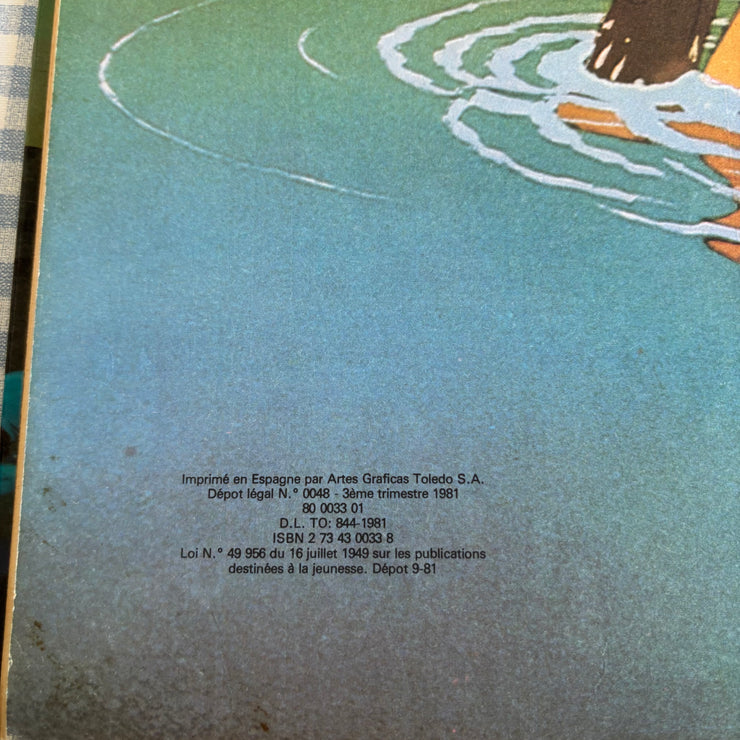 Imprimé en Espagne par Artes Graficas Toledo S.A.
Dépot légal N.° 0048 - 3ème trimestre 1981
80 0033 01
D.L. TO: 844-1981
ISBN 2 73 43 0033 8
Loi N.° 49 956 du 16 juillet 1949 sur les publications
destinées à la jeunesse. Dépot 9-81